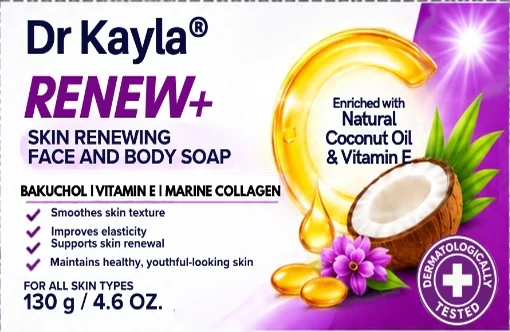 Dr Kayla®
RENEW+
SKIN RENEWING
FACE AND BODY SOAP
Enriched with
Natural
Coconut Oil
& Vitamin E
BAKUCHOL | VITAMIN E | MARINE COLLAGEN
Smoothes skin texture
Improves elasticity
Supports skin renewal
Maintains healthy, youthful-looking skin
FOR ALL SKIN TYPES
130 g / 4.6 OZ.
DERMATOLOGICALLY
TESTED